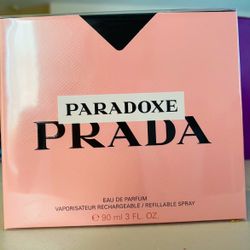 PARADOXE
PRADA
EAU DE PARFUM
VAPORISATEUR RECHARGEABLE / REFILLABLE SPRAY
℮ 90 ml 3 FL. OZ.